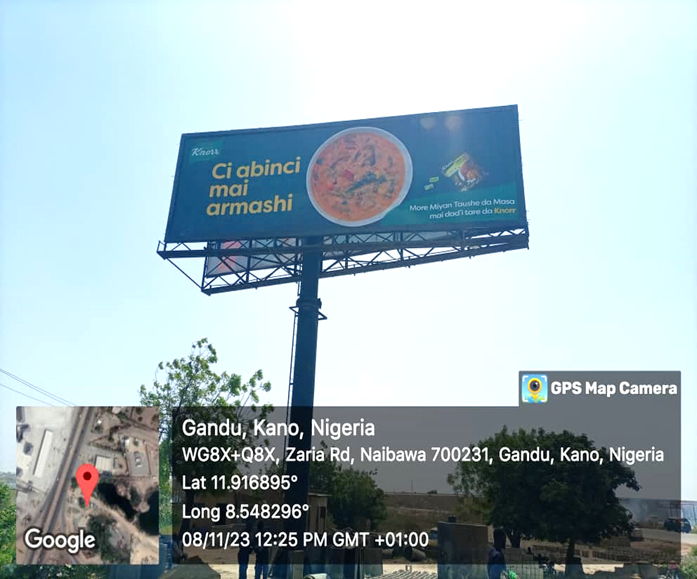 Knorr
Ci abinci
mai
armashi
More Miyan Taushe da Masa
mai dad'i tare da Knorr
GPS Map Camera
Gandu, Kano, Nigeria
WG8X+Q8X, Zaria Rd, Naibawa 700231, Gandu, Kano, Nigeria
Lat 11.916895°
Long 8.548296°
08/11/23 12:25 PM GMT +01:00
Google